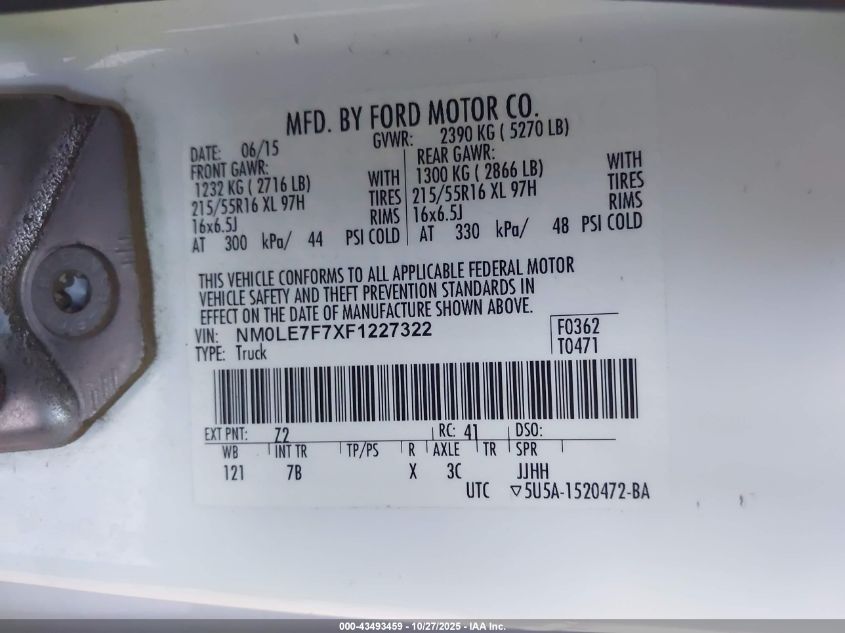 MFD. BY FORD MOTOR CO.
DATE: 06/15 GVWR: 2390 KG ( 5270 LB)
FRONT GAWR: REAR GAWR:
1232 KG ( 2716 LB) WITH 1300 KG ( 2866 LB) WITH
215/55R16 XL 97H TIRES 215/55R16 XL 97H TIRES
16x6.5J RIMS 16x6.5J RIMS
AT 300 kPa/ 44 PSI COLD AT 330 kPa/ 48 PSI COLD
THIS VEHICLE CONFORMS TO ALL APPLICABLE FEDERAL MOTOR
VEHICLE SAFETY AND THEFT PREVENTION STANDARDS IN
EFFECT ON THE DATE OF MANUFACTURE SHOWN ABOVE.
VIN: NM0LE7F7XF1227322 F0362
TYPE: Truck T0471
EXT PNT: Z2 RC: 41 DSO:
WB INT TR TP/PS R AXLE TR SPR
121 7B X 3C JJHH
UTC ▽5U5A-1520472-BA
000-43493459 - 10/27/2025 - IAA Inc.